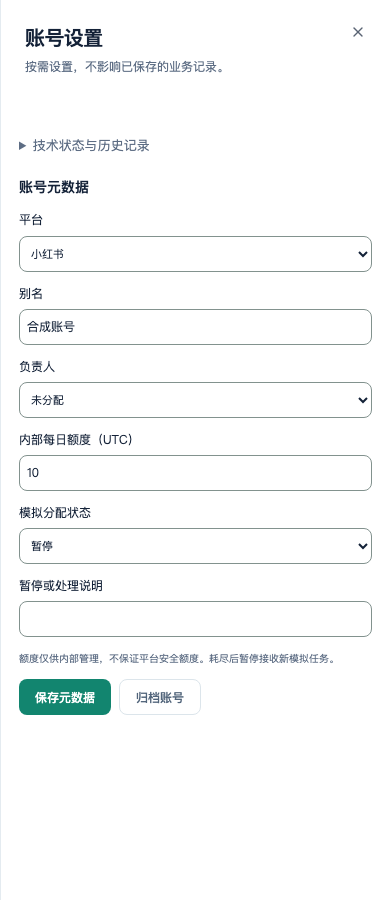 账号设置
×
按需设置，不影响已保存的业务记录。
▶ 技术状态与历史记录
账号元数据
平台
小红书
别名
合成账号
负责人
未分配
内部每日额度（UTC）
10
模拟分配状态
暂停
暂停或处理说明
额度仅供内部管理，不保证平台安全额度。耗尽后暂停接收新模拟任务。
保存元数据 归档账号